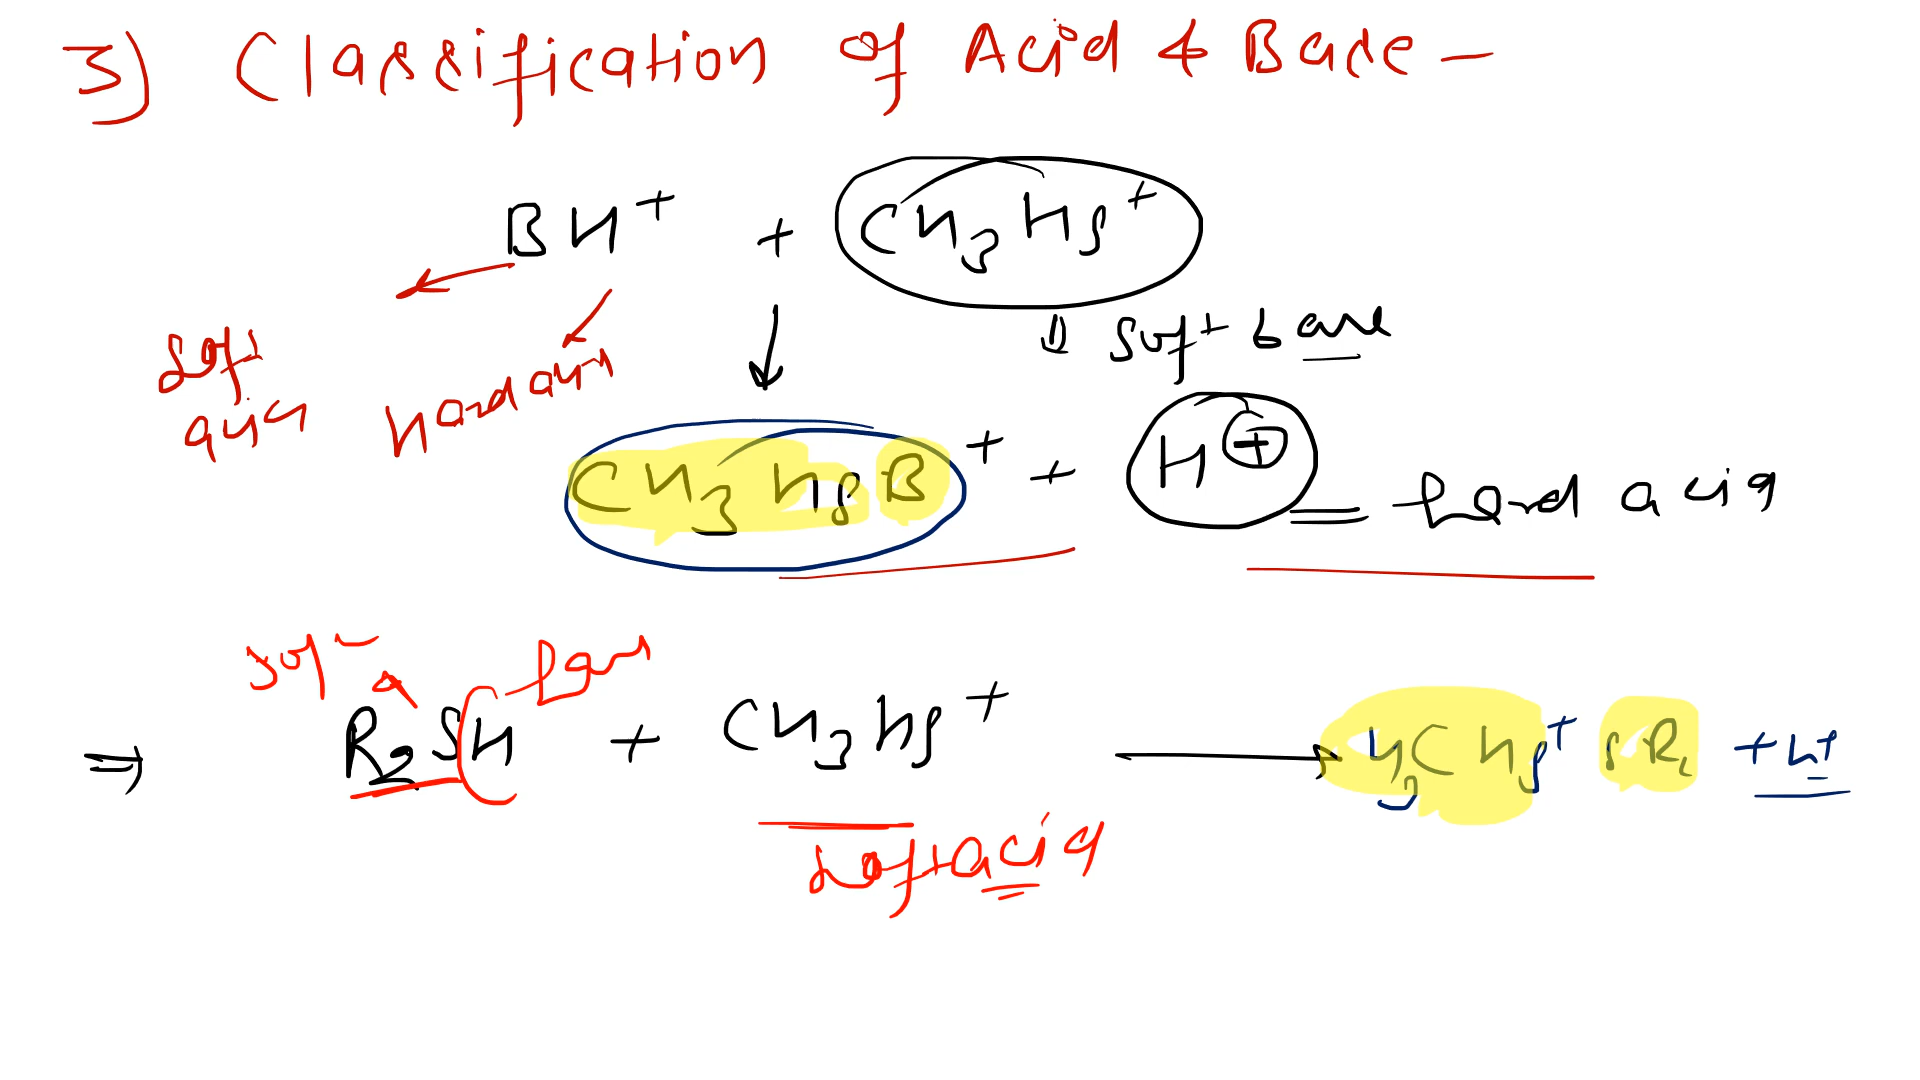 3) Classification of Acid & Base –
BH⁺ + CH₃Hg⁺
↓ ⇓ Soft base
Soft acid hard acid
CH₃HgB⁺ + H⁺ = hard acid
Soft hard
⇒ R₂SH + CH₃Hg⁺ → H₃CHg⁺SR₂ + H⁺
Soft acid